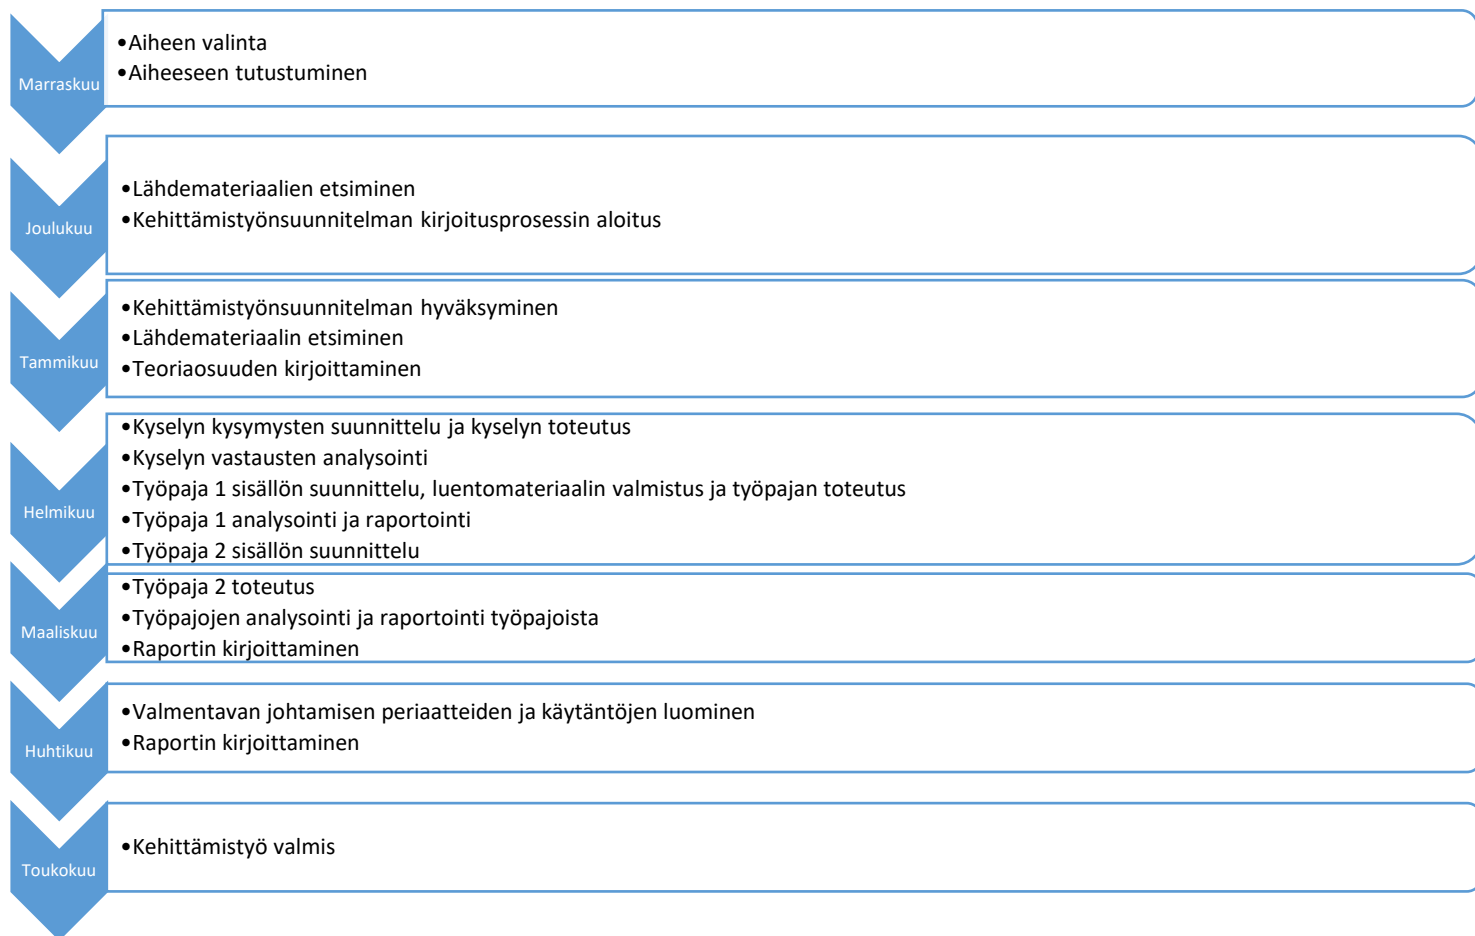 Marraskuu
•Aiheen valinta
•Aiheeseen tutustuminen
Joulukuu
•Lähdemateriaalien etsiminen
•Kehittämistyönsuunnitelman kirjoitusprosessin aloitus
Tammikuu
•Kehittämistyönsuunnitelman hyväksyminen
•Lähdemateriaalin etsiminen
•Teoriaosuuden kirjoittaminen
Helmikuu
•Kyselyn kysymysten suunnittelu ja kyselyn toteutus
•Kyselyn vastausten analysointi
•Työpaja 1 sisällön suunnittelu, luentomateriaalin valmistus ja työpajan toteutus
•Työpaja 1 analysointi ja raportointi
•Työpaja 2 sisällön suunnittelu
Maaliskuu
•Työpaja 2 toteutus
•Työpajojen analysointi ja raportointi työpajoista
•Raportin kirjoittaminen
Huhtikuu
•Valmentavan johtamisen periaatteiden ja käytäntöjen luominen
•Raportin kirjoittaminen
Toukokuu
•Kehittämistyö valmis